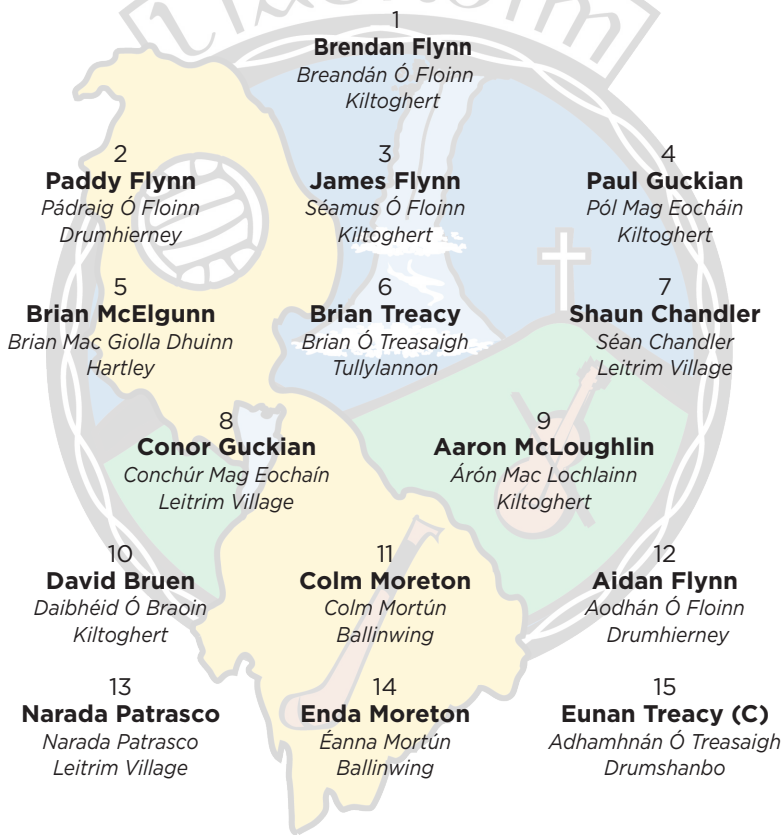 1
Brendan Flynn
Breandán Ó Floinn
Kiltoghert
2
Paddy Flynn
Pádraig Ó Floinn
Drumhierney
3
James Flynn
Séamus Ó Floinn
Kiltoghert
4
Paul Guckian
Pól Mag Eocháin
Kiltoghert
5
Brian McElgunn
Brian Mac Giolla Dhuinn
Hartley
6
Brian Treacy
Brian Ó Treasaigh
Tullylannon
7
Shaun Chandler
Séan Chandler
Leitrim Village
8
Conor Guckian
Conchúr Mag Eochaín
Leitrim Village
9
Aaron McLoughlin
Árón Mac Lochlainn
Kiltoghert
10
David Bruen
Daibhéid Ó Braoin
Kiltoghert
11
Colm Moreton
Colm Mortún
Ballinwing
12
Aidan Flynn
Aodhán Ó Floinn
Drumhierney
13
Narada Patrasco
Narada Patrasco
Leitrim Village
14
Enda Moreton
Éanna Mortún
Ballinwing
15
Eunan Treacy (C)
Adhamhnán Ó Treasaigh
Drumshanbo